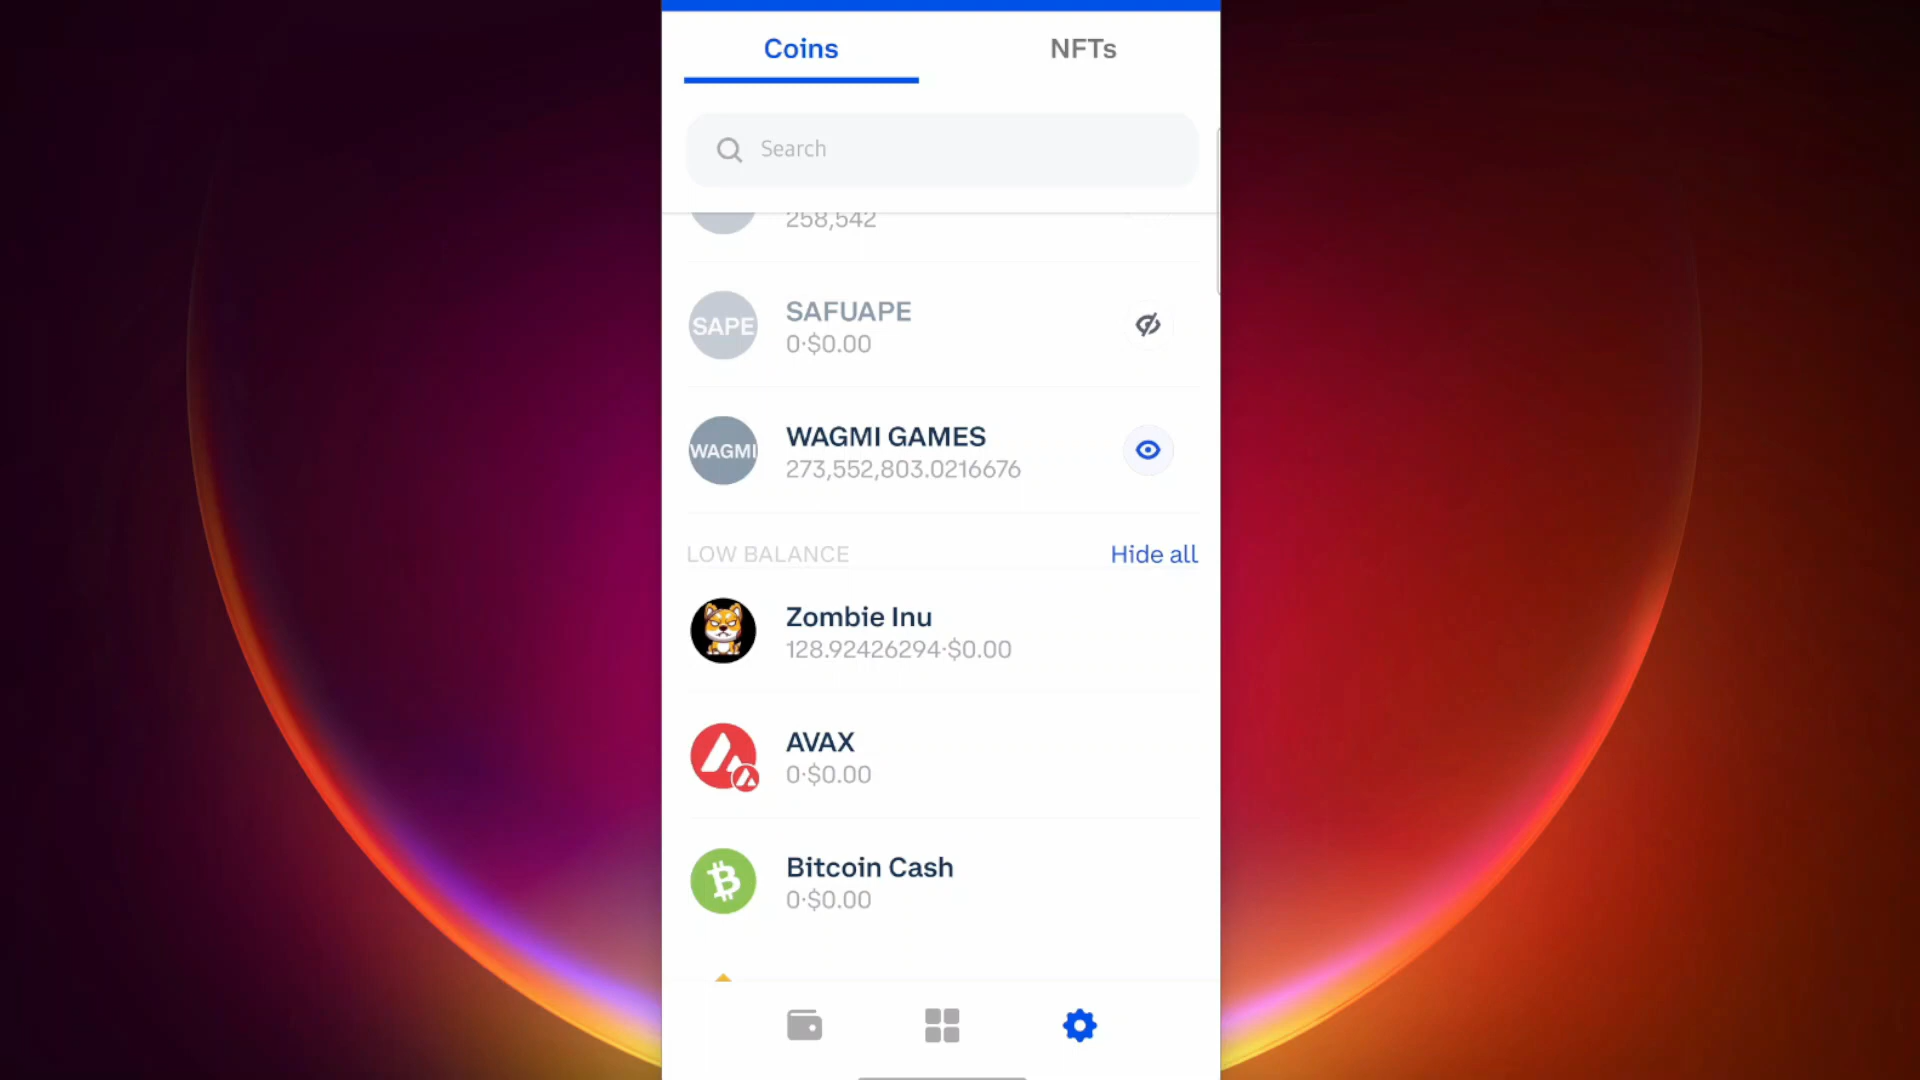 Coins
NFTs
Search
258,542
SAPE
SAFUAPE
0·$0.00
WAGMI
WAGMI GAMES
273,552,803.0216676
LOW BALANCE
Hide all
Zombie Inu
128.92426294·$0.00
AVAX
0·$0.00
Bitcoin Cash
0·$0.00